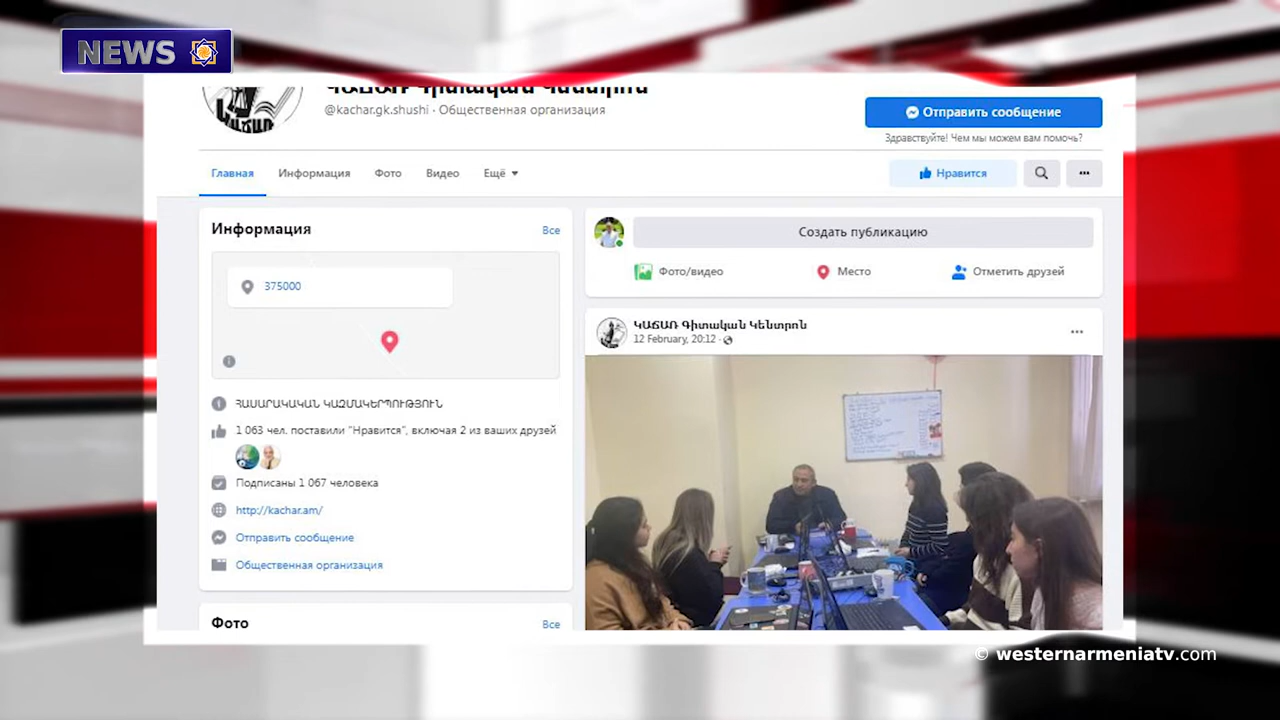 NEWS
ԿԱՃԱՌ Գիտական Կենտրոն
@kachar.gk.shushi · Общественная организация
Отправить сообщение
Здравствуйте! Чем мы можем вам помочь?
Главная
Информация
Фото
Видео
Ещё
Нравится
Информация
Все
375000
ՀԱՍԱՐԱԿԱԿԱՆ ԿԱԶՄԱԿԵՐՊՈՒԹՅՈՒՆ
1 063 чел. поставили "Нравится", включая 2 из ваших друзей
Подписаны 1 067 человека
http://kachar.am/
Отправить сообщение
Общественная организация
Фото
Все
Создать публикацию
Фото/видео
Место
Отметить друзей
ԿԱՃԱՌ Գիտական Կենտրոն
12 February, 20:12 ·
© westernarmeniatv.com